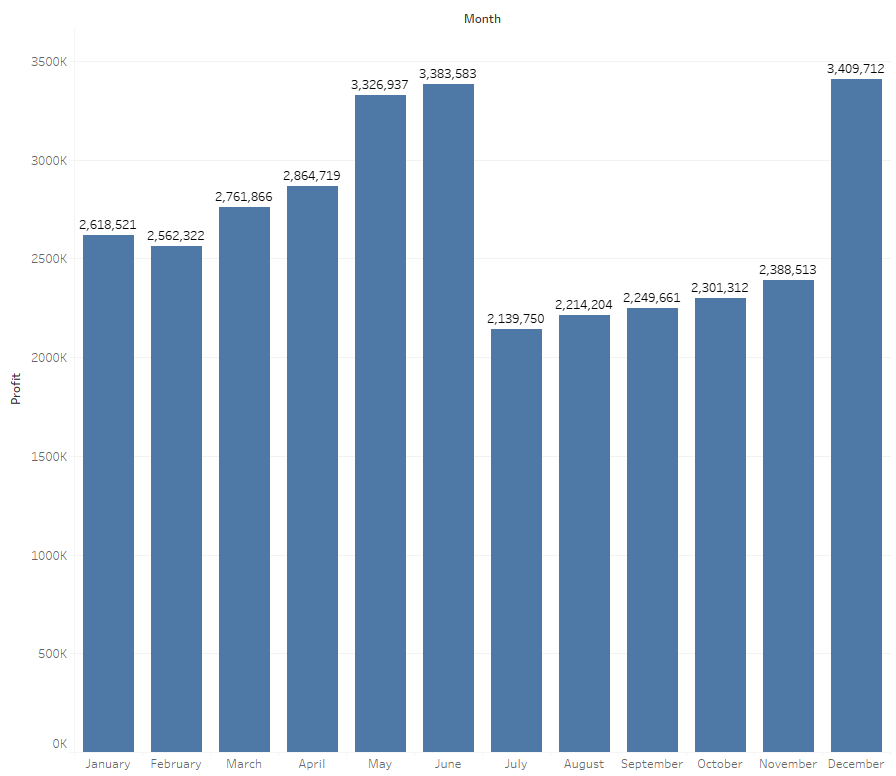 Month
3500K
3000K
2500K
2000K
1500K
1000K
500K
0K
Profit
2,618,521
2,562,322
2,761,866
2,864,719
3,326,937
3,383,583
2,139,750
2,214,204
2,249,661
2,301,312
2,388,513
3,409,712
January February March April May June July August September October November December